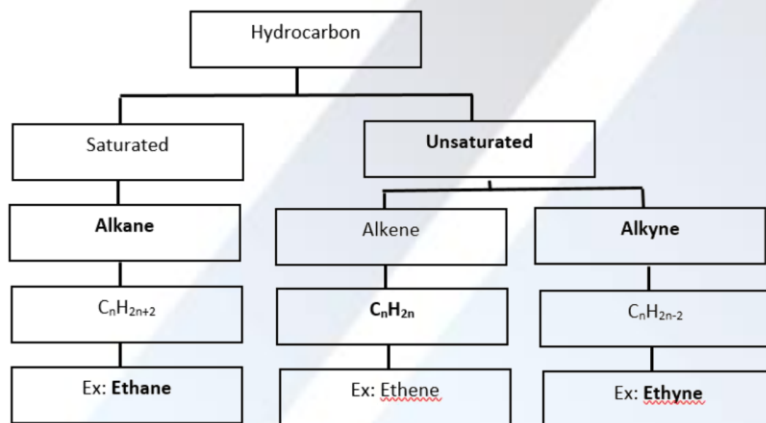 Hydrocarbon
Saturated
Unsaturated
Alkane
Alkene
Alkyne
CₙH₂ₙ₊₂
CₙH₂ₙ
CₙH₂ₙ₋₂
Ex: Ethane
Ex: Ethene
Ex: Ethyne